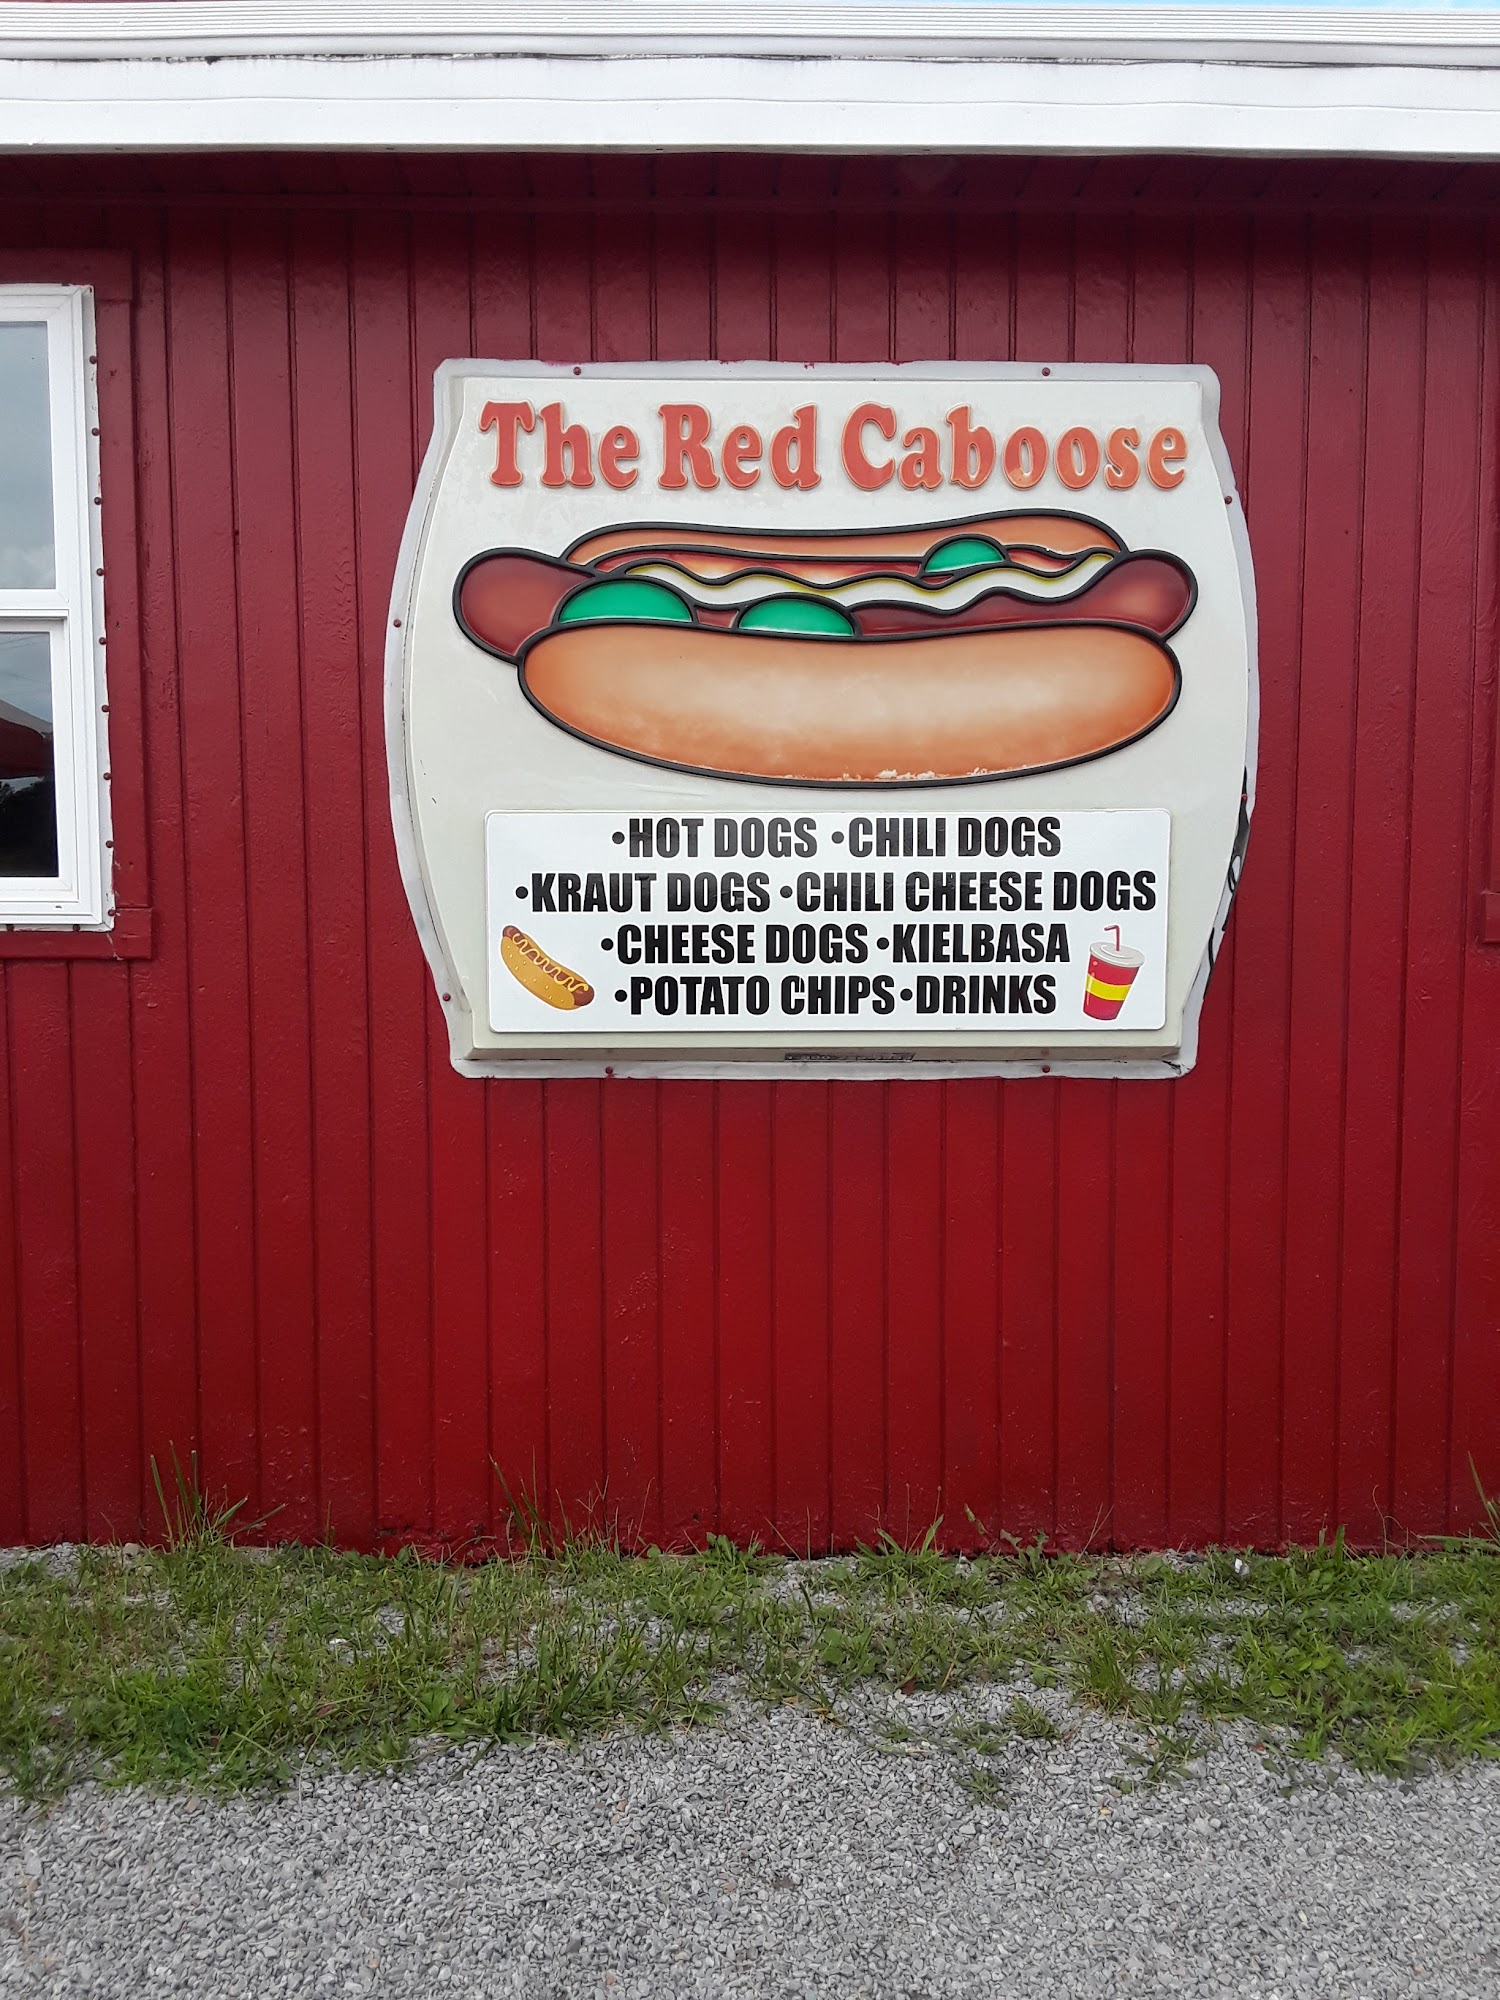 The Red Caboose
•HOT DOGS •CHILI DOGS
•KRAUT DOGS •CHILI CHEESE DOGS
•CHEESE DOGS •KIELBASA
•POTATO CHIPS •DRINKS